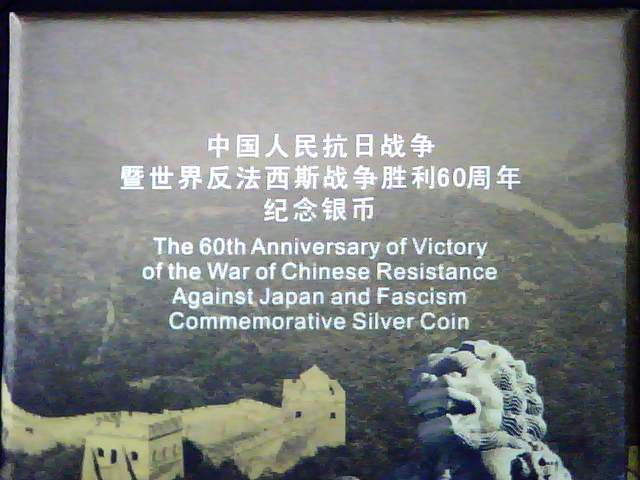 中国人民抗日战争
暨世界反法西斯战争胜利60周年
纪念银币
The 60th Anniversary of Victory
of the War of Chinese Resistance
Against Japan and Fascism
Commemorative Silver Coin